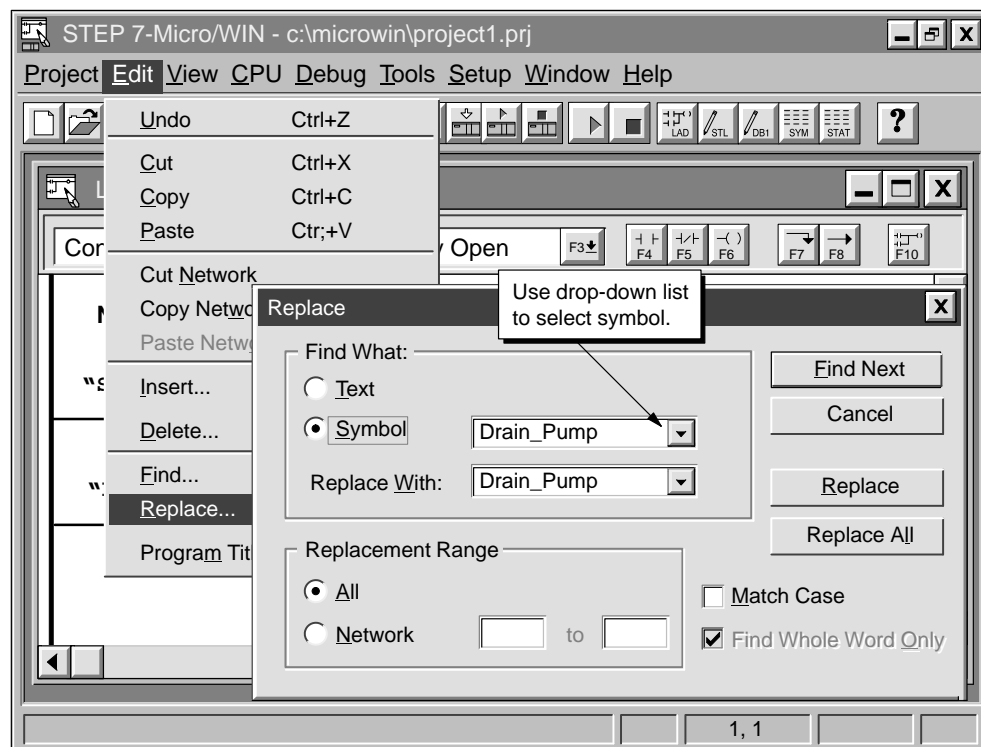 STEP 7-Micro/WIN - c:\microwin\project1.prj
Project Edit View CPU Debug Tools Setup Window Help
LAD STL DB1 SYM STAT ?
Undo Ctrl+Z
Cut Ctrl+X
Copy Ctrl+C
Paste Ctr;+V
Cut Network
Copy Netwo
Paste Netw
Insert...
Delete...
Find...
Replace...
Program Tit
L
Cor
y Open
F3 F4 F5 F6 F7 F8 F10
Use drop-down list
to select symbol.
Replace
Find What:
Text
Symbol Drain_Pump
Replace With: Drain_Pump
Find Next
Cancel
Replace
Replace All
Replacement Range
All
Network to
Match Case
Find Whole Word Only
1, 1